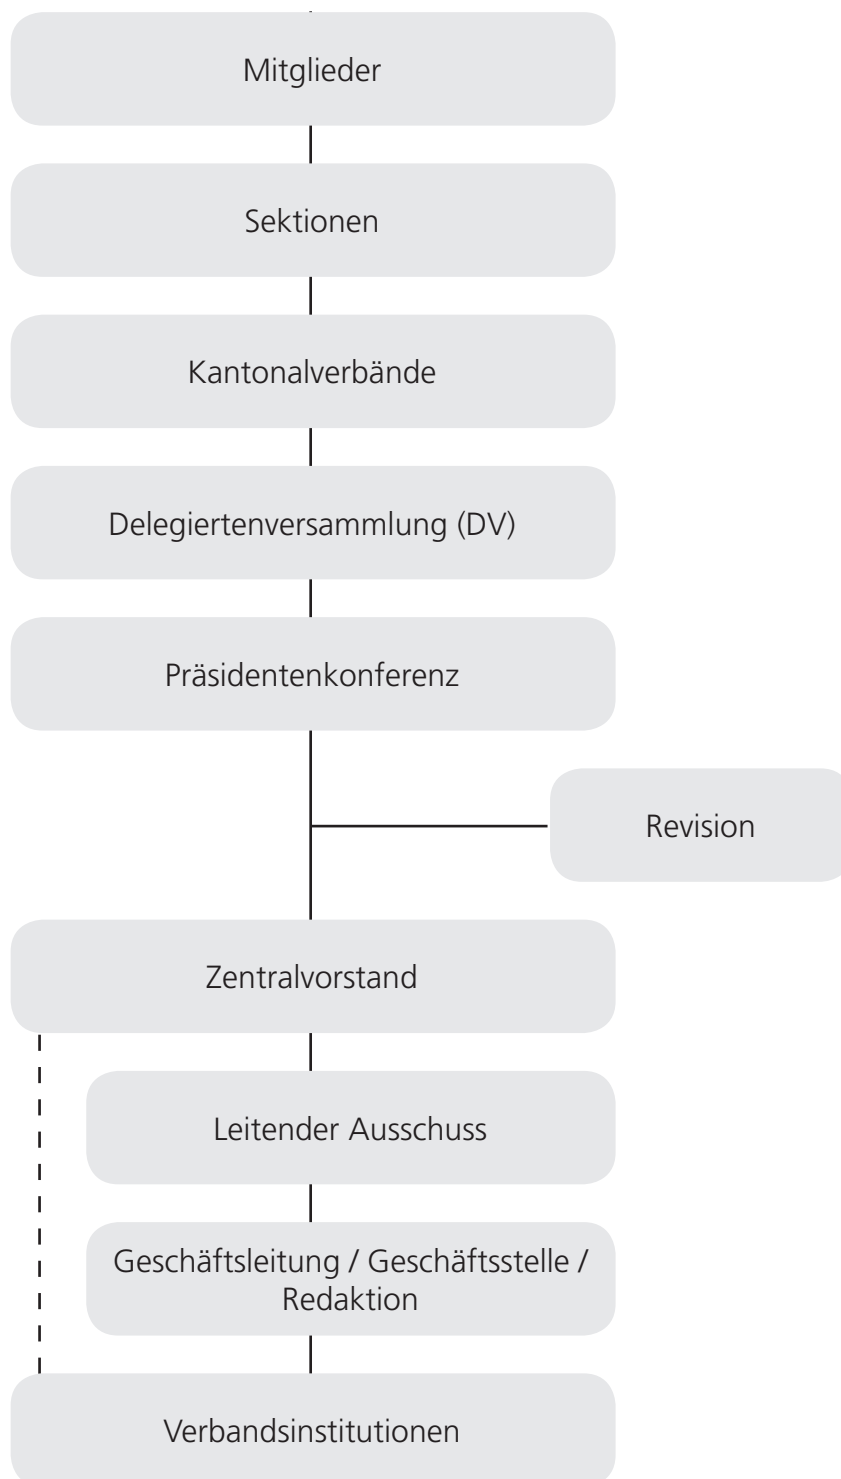 Mitglieder
Sektionen
Kantonalverbände
Delegiertenversammlung (DV)
Präsidentenkonferenz
Revision
Zentralvorstand
Leitender Ausschuss
Geschäftsleitung / Geschäftsstelle /
Redaktion
Verbandsinstitutionen